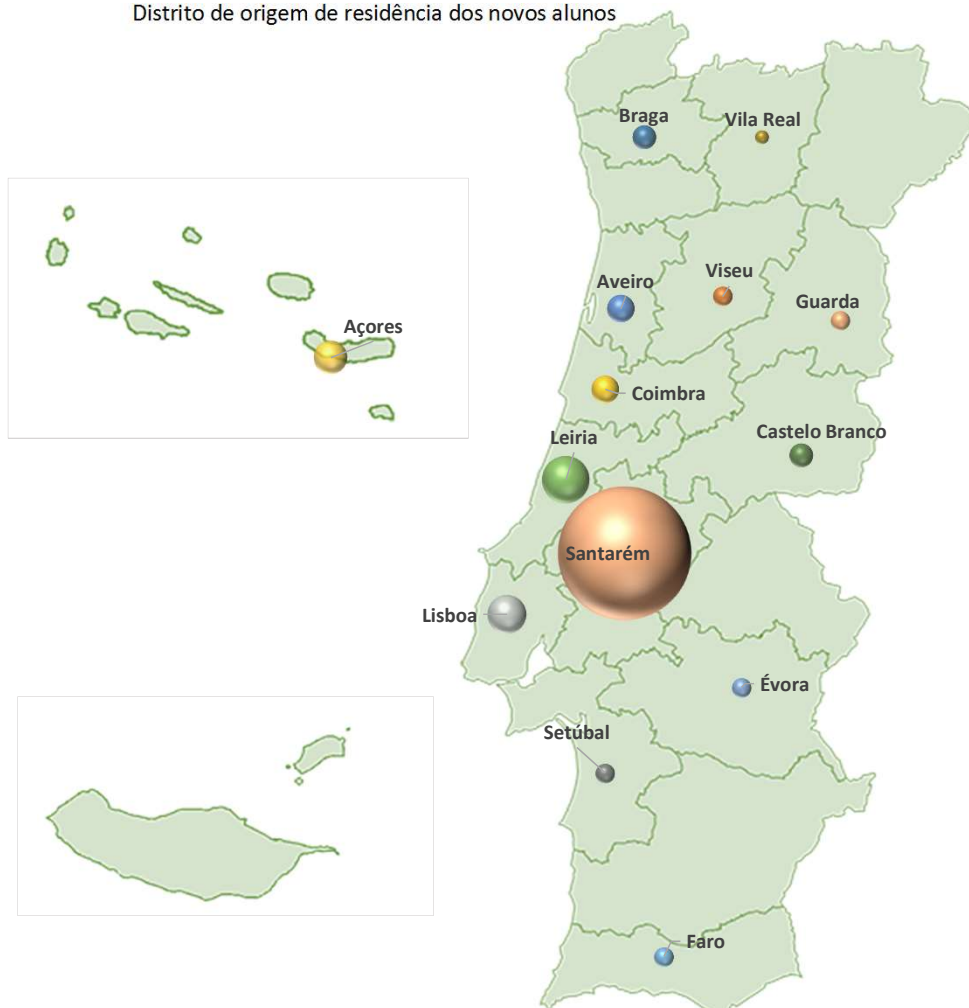 Distrito de origem de residência dos novos alunos
Braga
Vila Real
Aveiro
Viseu
Guarda
Açores
Coimbra
Leiria
Castelo Branco
Santarém
Lisboa
Évora
Setúbal
Faro